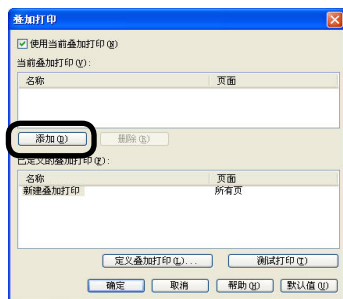 叠加打印
使用当前叠加打印(N)
当前叠加打印(V):
名称 页面
添加(D) 删除(R)
已定义的叠加打印(P):
名称 页面
新建叠加打印 所有页
定义叠加打印(L)... 测试打印(T)
确定 取消 帮助(H) 默认值(U)